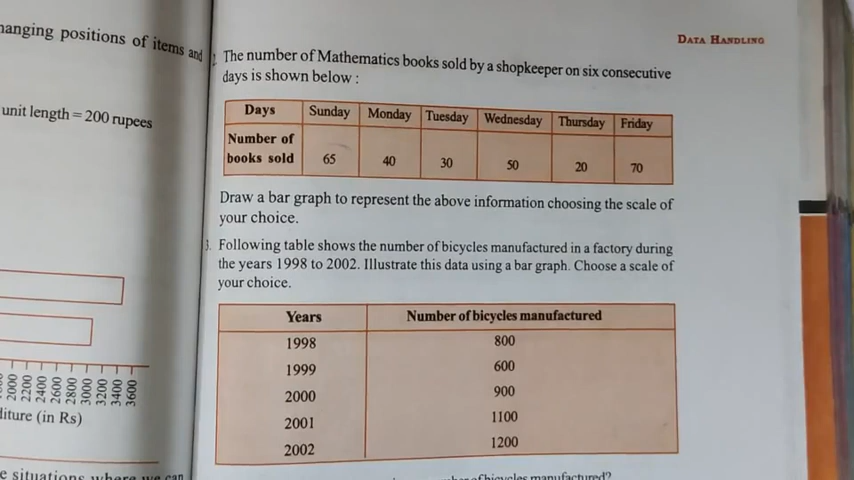 hanging positions of items and
unit length = 200 rupees
2000
2200
2400
2600
2800
3000
3200
3400
3600
(in Rs)
situations where we can
DATA HANDLING
2. The number of Mathematics books sold by a shopkeeper on six consecutive
days is shown below :
Days Sunday Monday Tuesday Wednesday Thursday Friday
Number of
books sold 65 40 30 50 20 70
Draw a bar graph to represent the above information choosing the scale of
your choice.
3. Following table shows the number of bicycles manufactured in a factory during
the years 1998 to 2002. Illustrate this data using a bar graph. Choose a scale of
your choice.
Years Number of bicycles manufactured
1998 800
1999 600
2000 900
2001 1100
2002 1200
of bicycles manufactured?